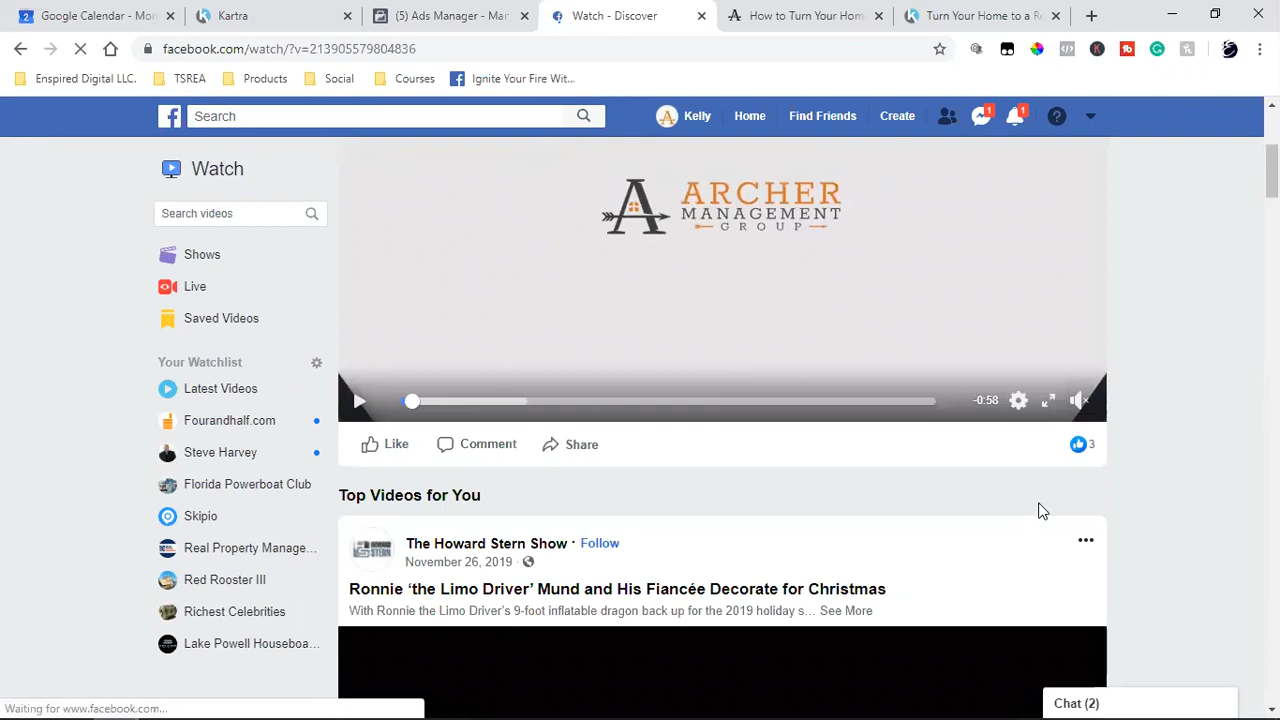 Google Calendar - Mon
Kartra
(5) Ads Manager - Man
Watch - Discover
How to Turn Your Hom
Turn Your Home to a Re
facebook.com/watch/?v=213905579804836
Enspired Digital LLC.
TSREA
Products
Social
Courses
Ignite Your Fire Wit...
Search
Kelly
Home
Find Friends
Create
1
1
Watch
Search videos
Shows
Live
Saved Videos
Your Watchlist
Latest Videos
Fourandhalf.com
Steve Harvey
Florida Powerboat Club
Skipio
Real Property Manage...
Red Rooster III
Richest Celebrities
Lake Powell Houseboa...
ARCHER
MANAGEMENT
GROUP
-0:58
Like
Comment
Share
3
Top Videos for You
The Howard Stern Show · Follow
November 26, 2019 ·
Ronnie ‘the Limo Driver’ Mund and His Fiancée Decorate for Christmas
With Ronnie the Limo Driver's 9-foot inflatable dragon back up for the 2019 holiday s... See More
Waiting for www.facebook.com...
Chat (2)